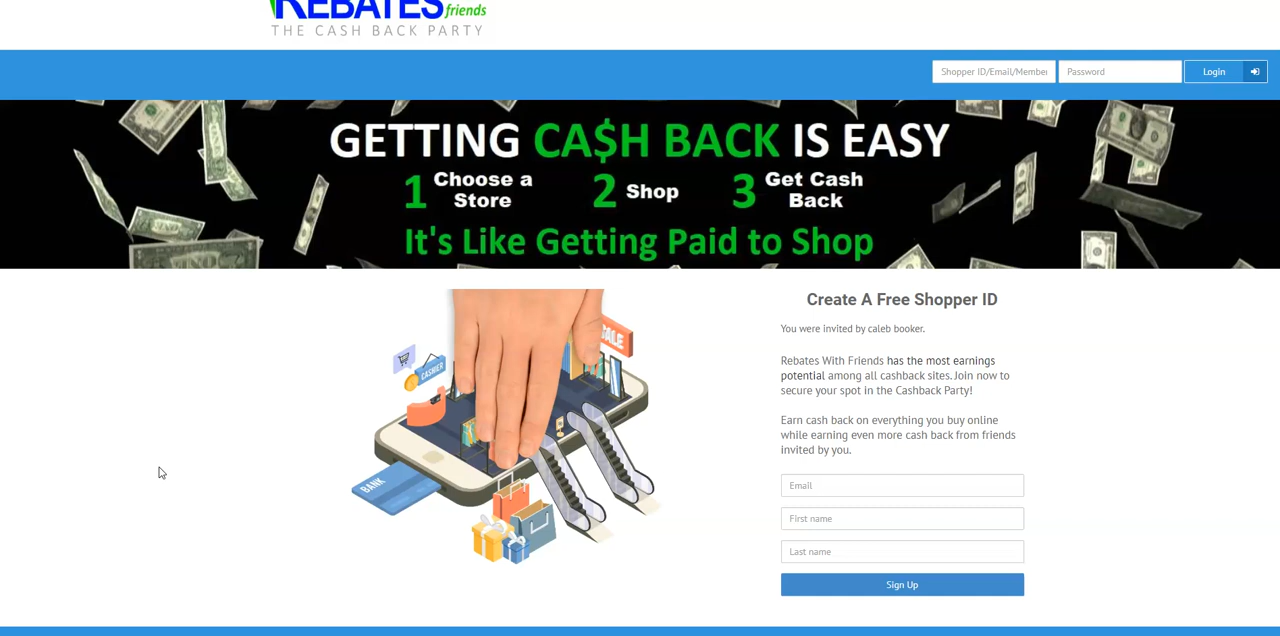 REBATES friends
THE CASH BACK PARTY
Shopper ID/Email/Member
Password
Login
GETTING CA$H BACK IS EASY
1 Choose a Store
2 Shop
3 Get Cash Back
It's Like Getting Paid to Shop
SALE
CASHIER
BANK
Create A Free Shopper ID
You were invited by caleb booker.
Rebates With Friends has the most earnings
potential among all cashback sites. Join now to
secure your spot in the Cashback Party!
Earn cash back on everything you buy online
while earning even more cash back from friends
invited by you.
Email
First name
Last name
Sign Up